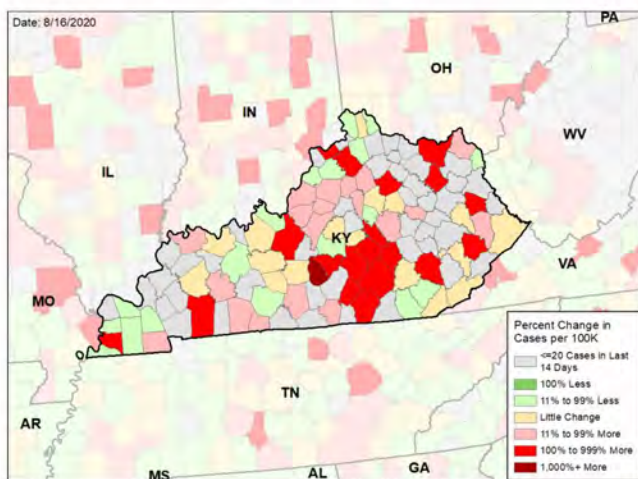 Date: 8/16/2020
PA
OH
IN
WV
IL
KY
MO
VA
TN
AR
MS
AL
GA
Percent Change in
Cases per 100K
<=20 Cases in Last
14 Days
100% Less
11% to 99% Less
Little Change
11% to 99% More
100% to 999% More
1,000%+ More